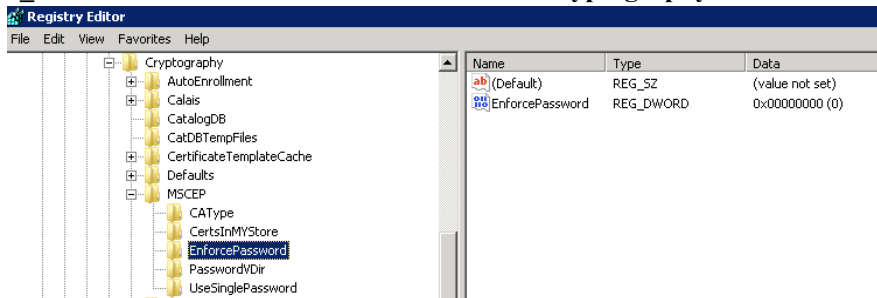 Registry Editor
File Edit View Favorites Help
Cryptography
AutoEnrollment
Calais
CatalogDB
CatDBTempFiles
CertificateTemplateCache
Defaults
MSCEP
CAType
CertsInMYStore
EnforcePassword
PasswordVDir
UseSinglePassword
Name Type Data
(Default) REG_SZ (value not set)
EnforcePassword REG_DWORD 0x00000000 (0)